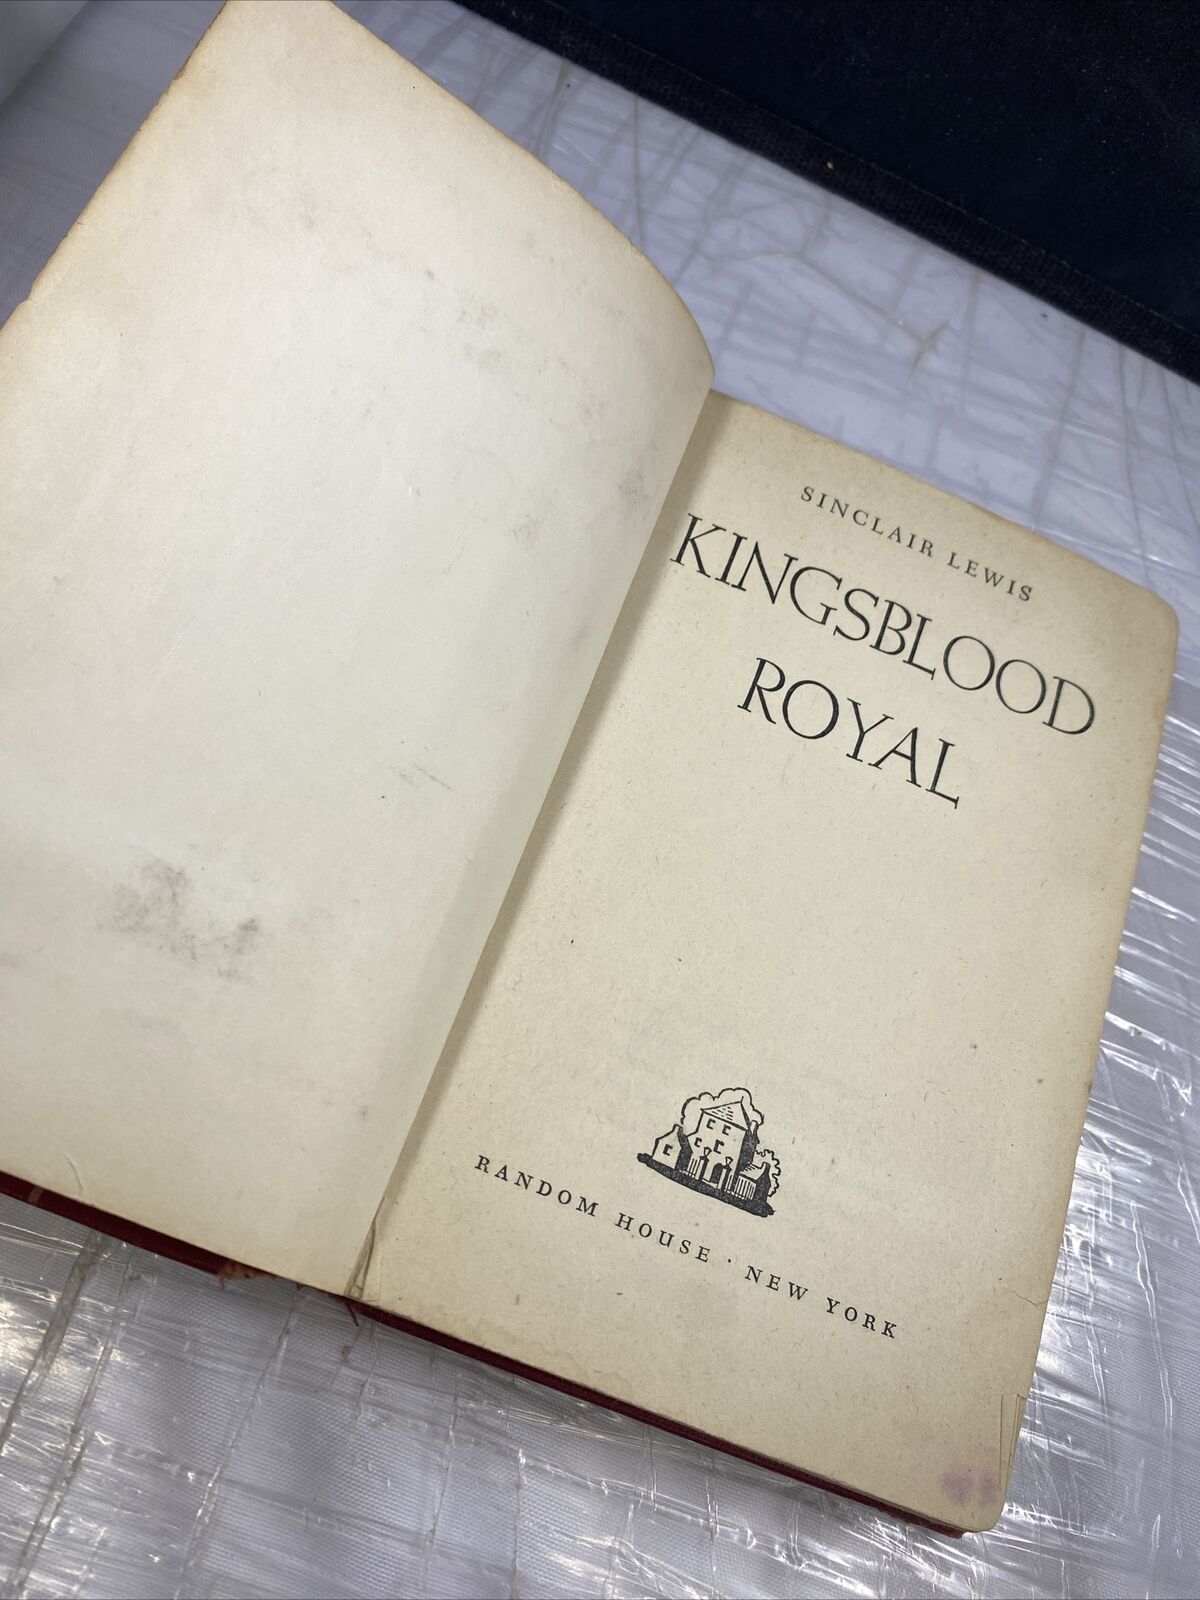 SINCLAIR LEWIS
KINGSBLOOD
ROYAL
RANDOM HOUSE · NEW YORK